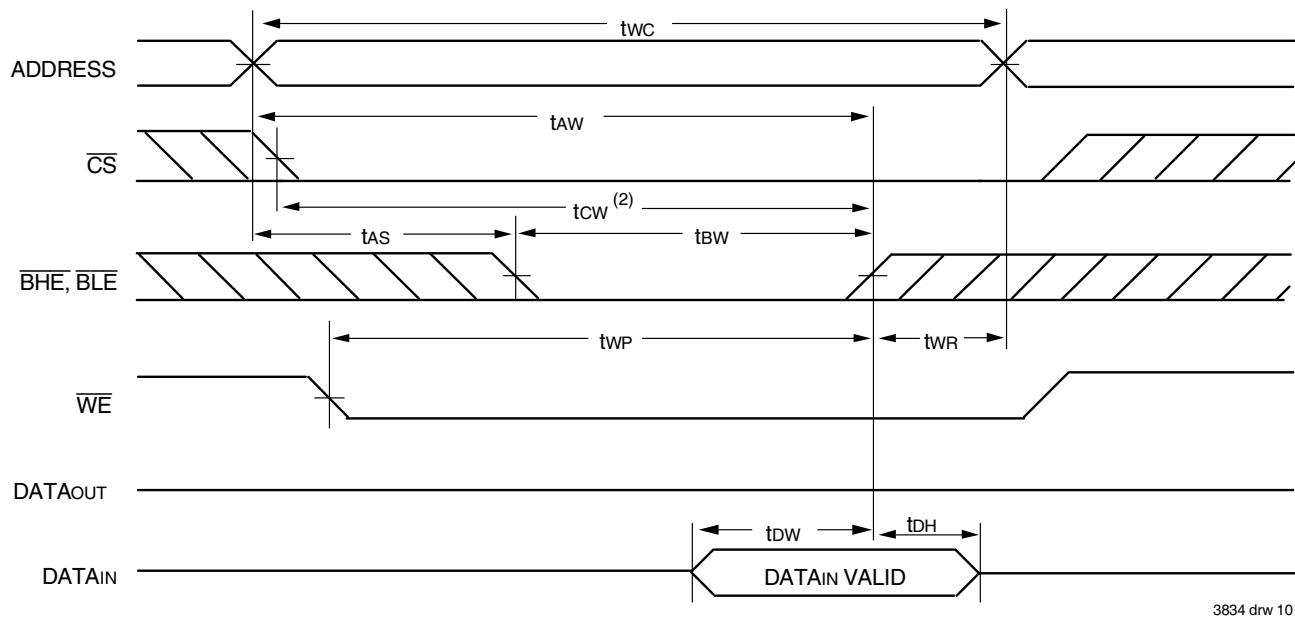 tWC
ADDRESS
tAW
CS
tCW (2)
tAS
tBW
BHE, BLE
tWP
tWR
WE
DATAOUT
tDW
tDH
DATAIN
DATAIN VALID
3834 drw 10